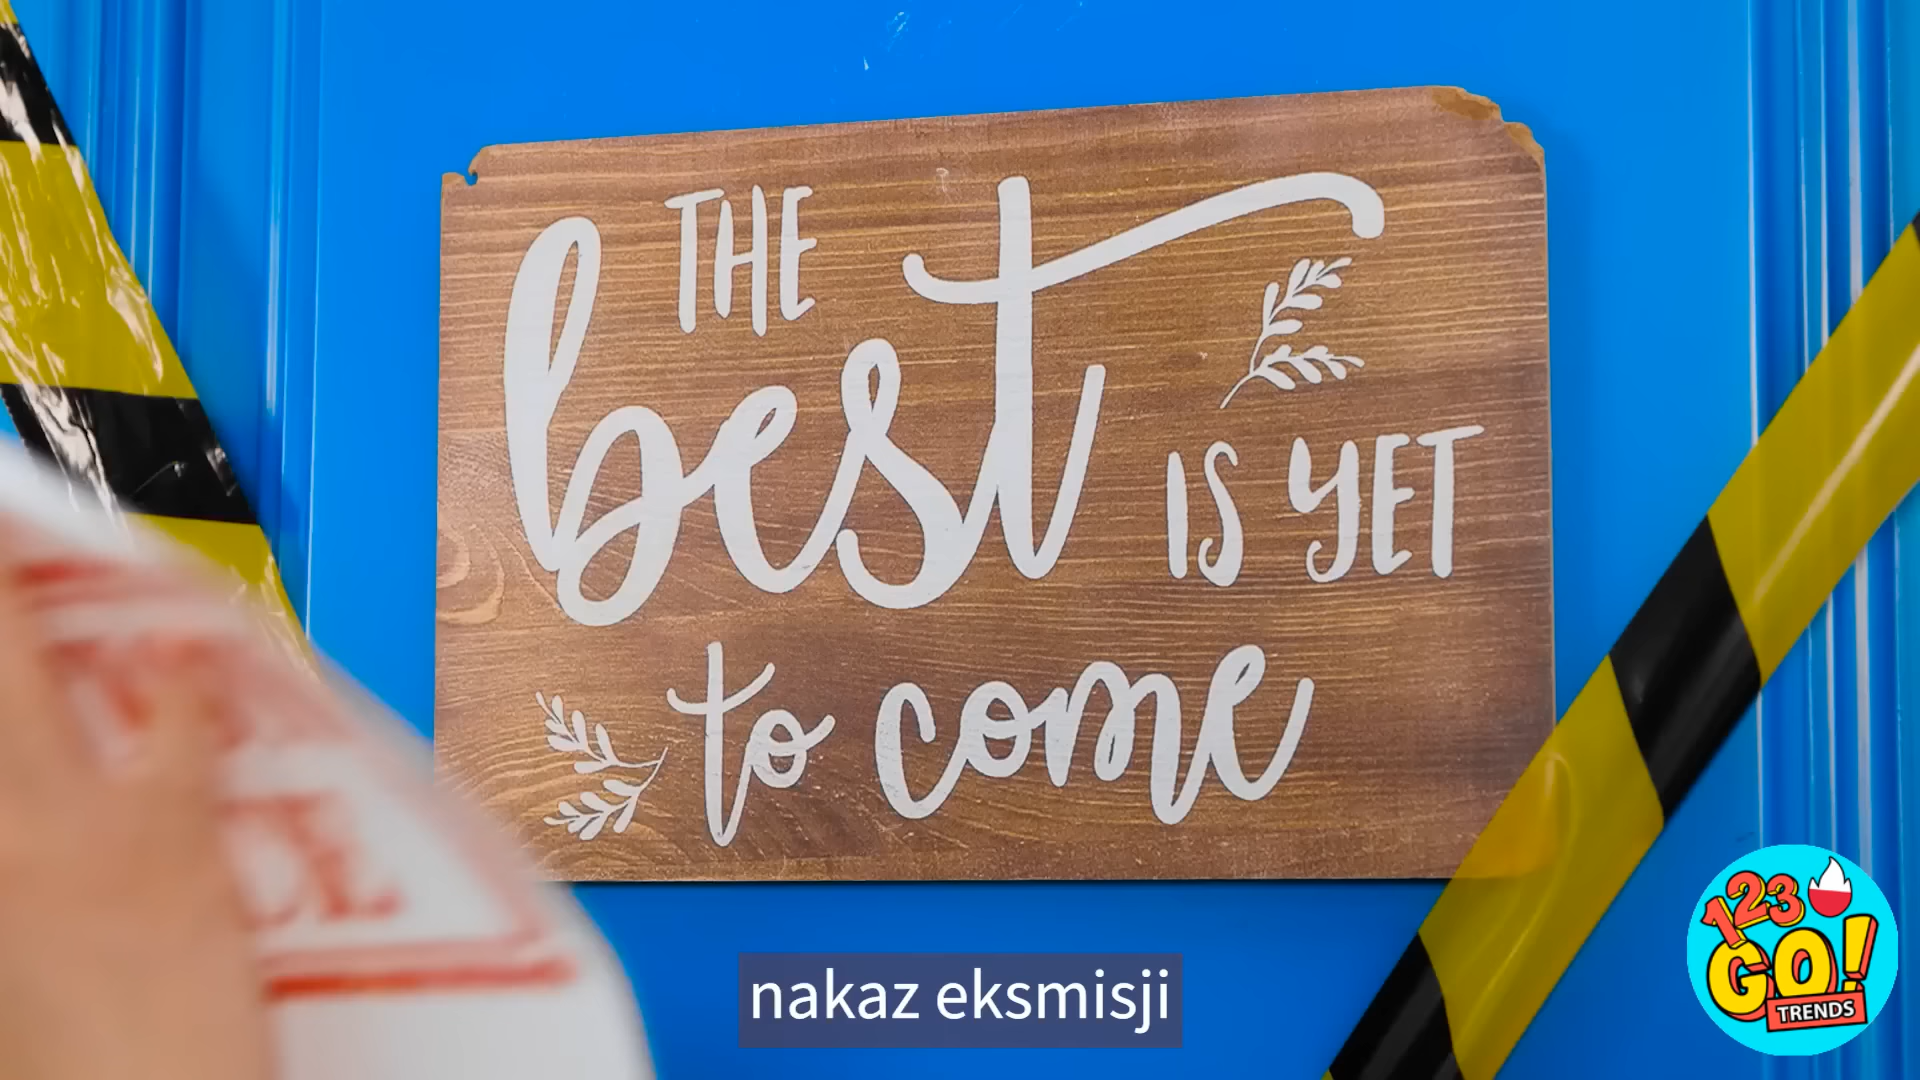 THE
best
IS YET
to come
nakaz eksmisji
123
GO!
TRENDS